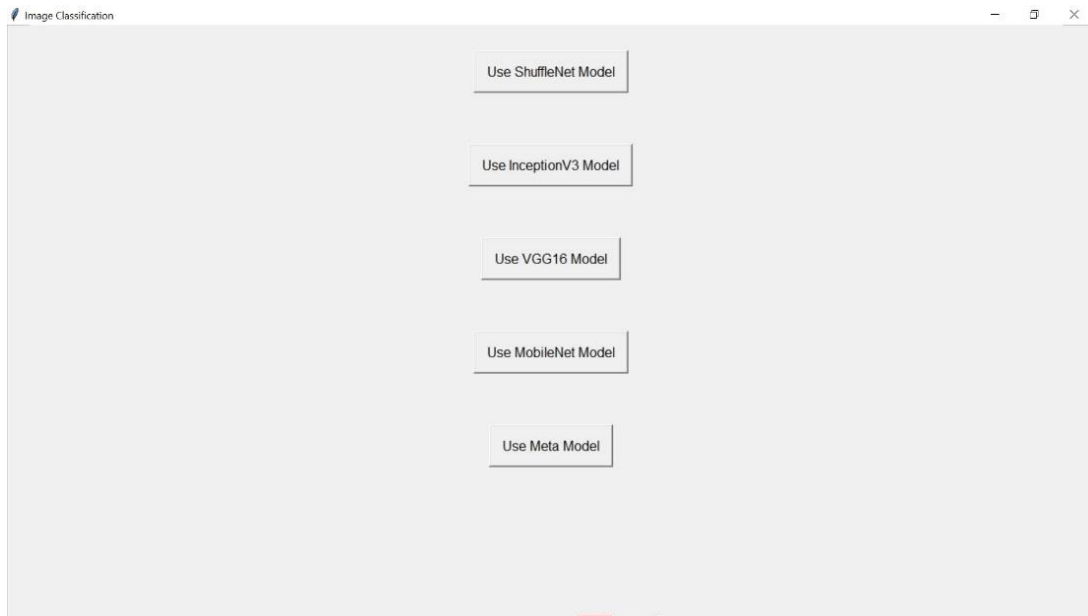 Image Classification
Use ShuffleNet Model
Use InceptionV3 Model
Use VGG16 Model
Use MobileNet Model
Use Meta Model